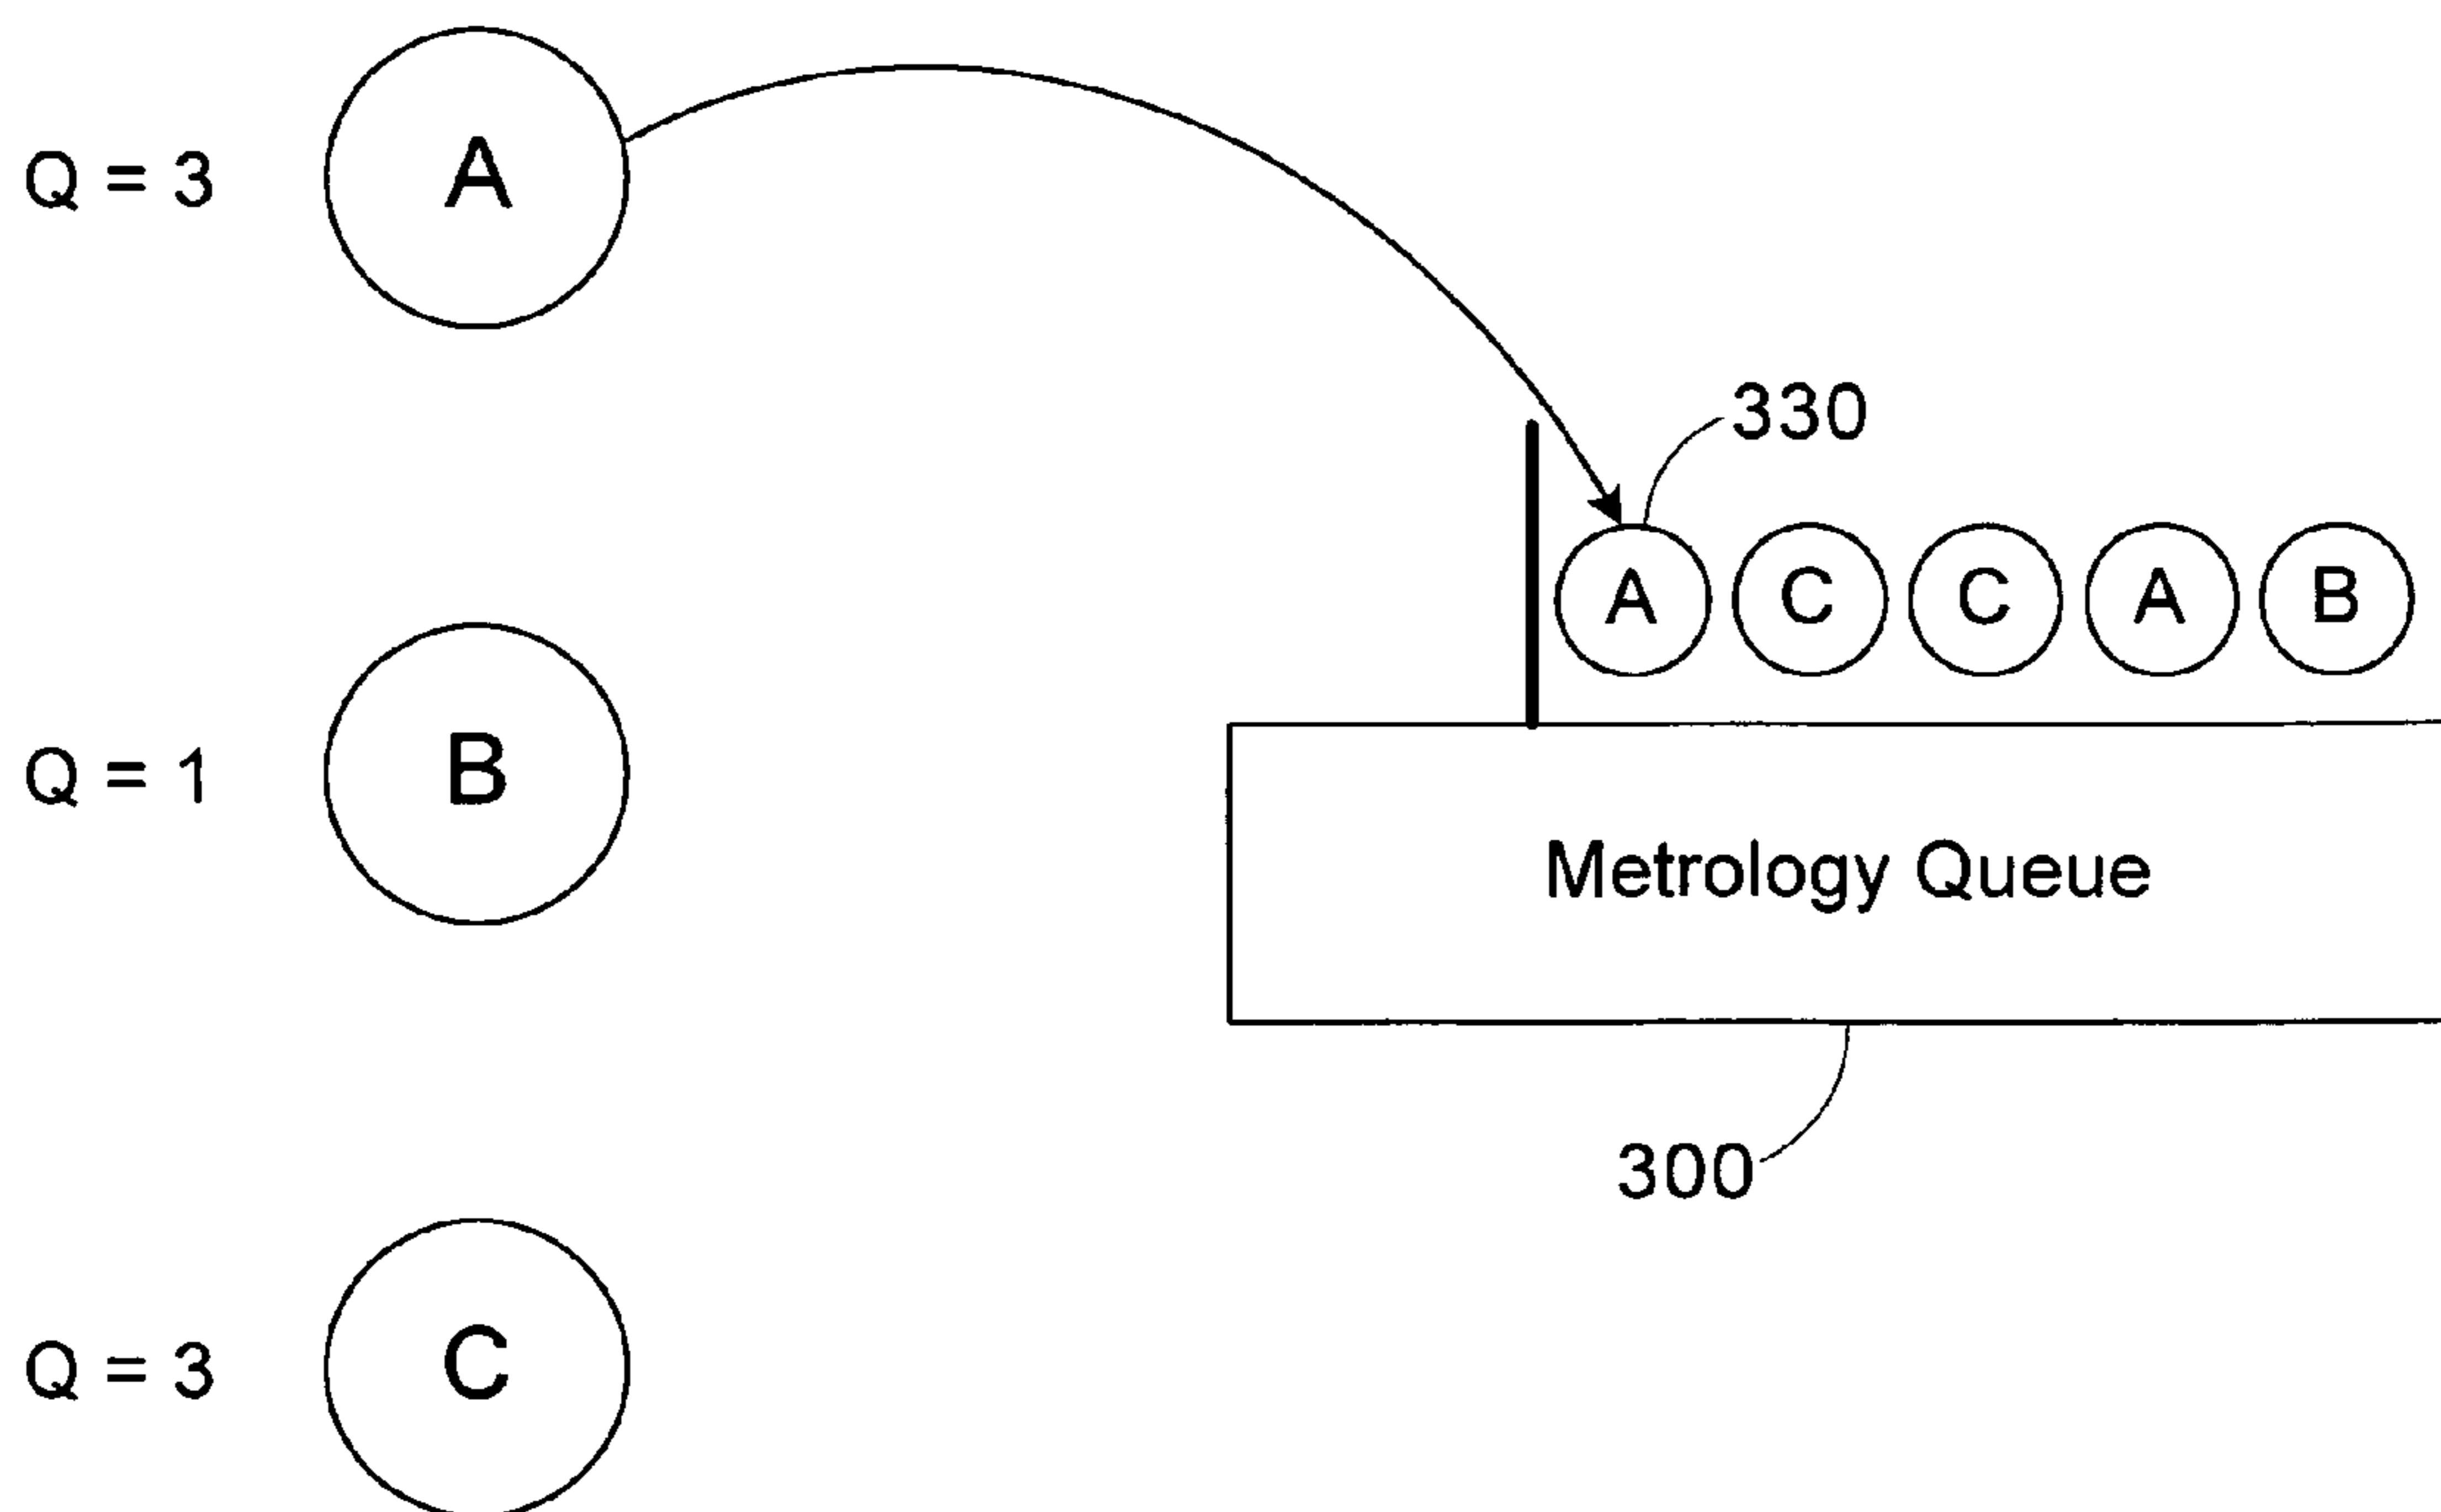 Q = 3
A
330
A C C A B
Q = 1
B
Metrology Queue
300
Q = 3
C